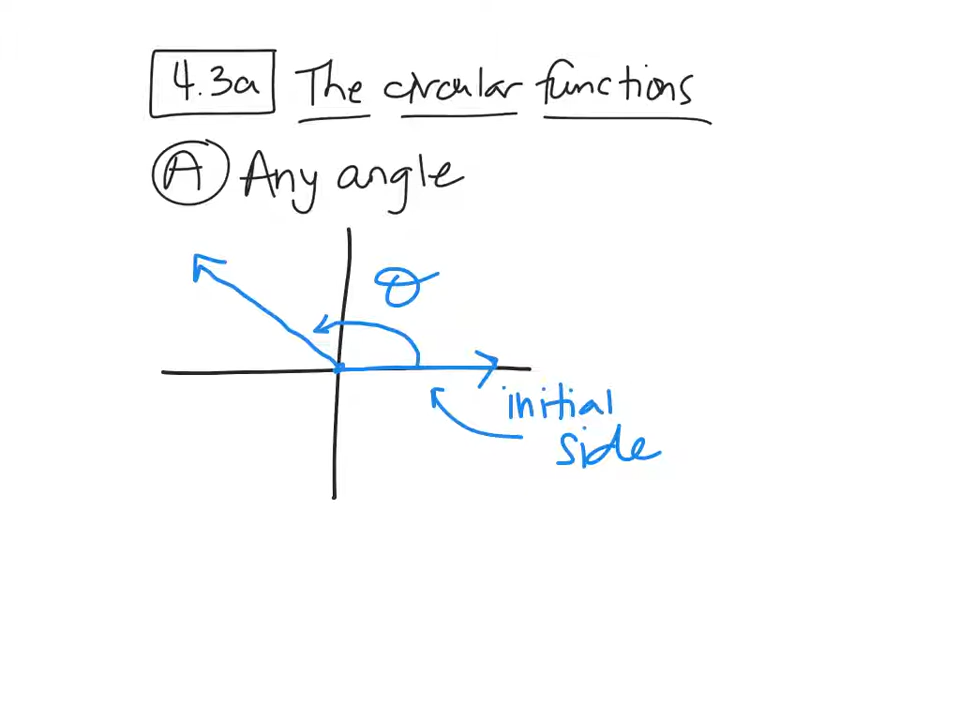 4.3a The circular functions
A Any angle
θ
initial
side